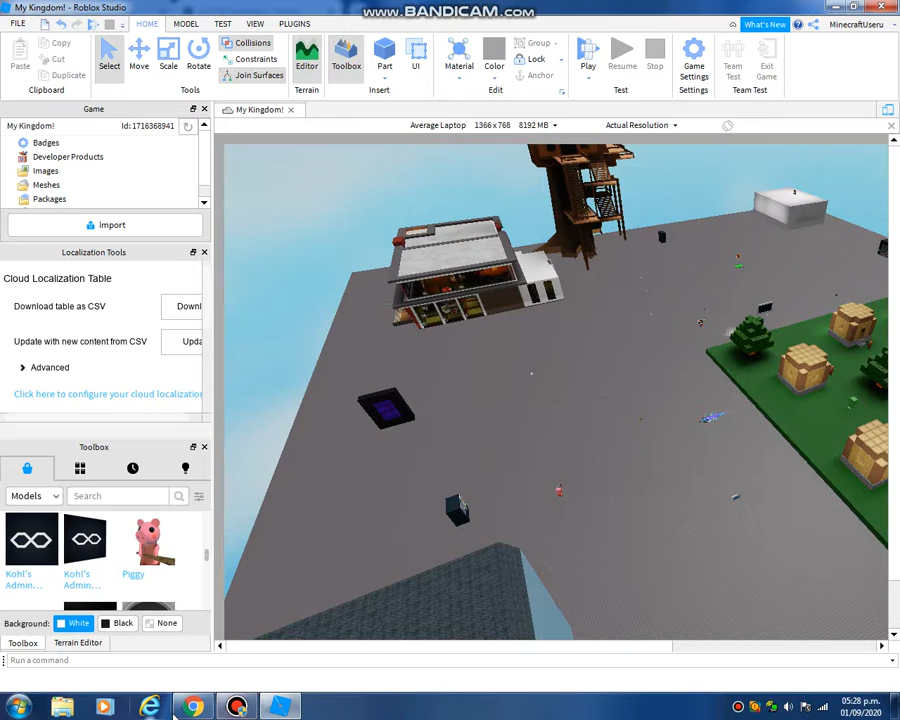 My Kingdom! - Roblox Studio
www.BANDICAM.com
FILE HOME MODEL TEST VIEW PLUGINS
What's New MinecraftUseru
Paste Copy Cut Duplicate
Select Move Scale Rotate
Collisions Constraints Join Surfaces
Editor Toolbox Part UI
Material Color Group Lock Anchor
Play Resume Stop
Game Settings
Team Test Exit Game
Clipboard Tools Terrain Insert Edit Test Settings Team Test
Game
My Kingdom! Id: 1716368941
Badges
Developer Products
Images
Meshes
Packages
Import
Localization Tools
Cloud Localization Table
Download table as CSV Downl
Update with new content from CSV Upda
Advanced
Click here to configure your cloud localization
Toolbox
Models Search
Kohl's Admin...
Kohl's Admin...
Piggy
Background: White Black None
Toolbox Terrain Editor
Run a command
My Kingdom!
Average Laptop 1366 x 768 8192 MB Actual Resolution
05:28 p.m.
01/09/2020